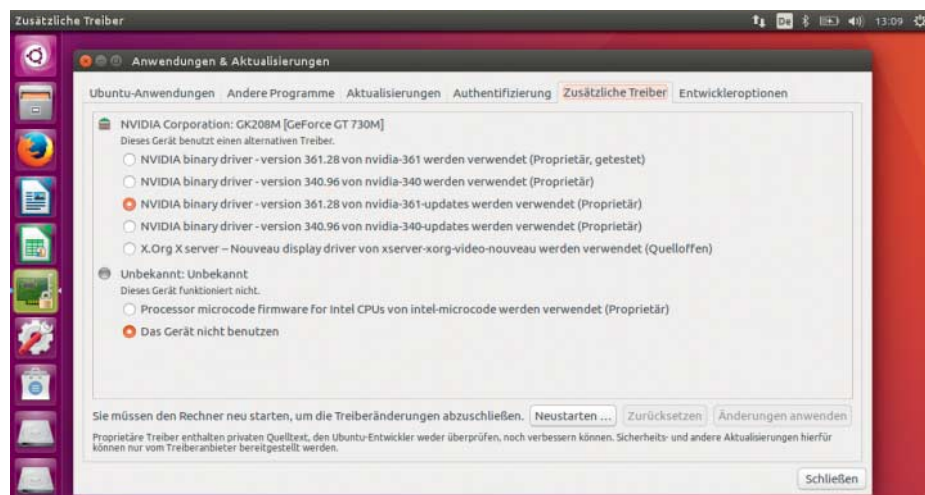 Zusätzliche Treiber
De
13:09
Anwendungen & Aktualisierungen
Ubuntu-Anwendungen Andere Programme Aktualisierungen Authentifizierung Zusätzliche Treiber Entwickleroptionen
NVIDIA Corporation: GK208M [GeForce GT 730M]
Dieses Gerät benutzt einen alternativen Treiber.
NVIDIA binary driver - version 361.28 von nvidia-361 werden verwendet (Proprietär, getestet)
NVIDIA binary driver - version 340.96 von nvidia-340 werden verwendet (Proprietär)
NVIDIA binary driver - version 361.28 von nvidia-361-updates werden verwendet (Proprietär)
NVIDIA binary driver - version 340.96 von nvidia-340-updates werden verwendet (Proprietär)
X.Org X server – Nouveau display driver von xserver-xorg-video-nouveau werden verwendet (Quelloffen)
Unbekannt: Unbekannt
Dieses Gerät funktioniert nicht.
Processor microcode firmware for Intel CPUs von intel-microcode werden verwendet (Proprietär)
Das Gerät nicht benutzen
Sie müssen den Rechner neu starten, um die Treiberänderungen abzuschließen. Neustarten ... Zurücksetzen Änderungen anwenden
Proprietäre Treiber enthalten privaten Quelltext, den Ubuntu-Entwickler weder überprüfen, noch verbessern können. Sicherheits- und andere Aktualisierungen hierfür
können nur vom Treiberanbieter bereitgestellt werden.
Schließen